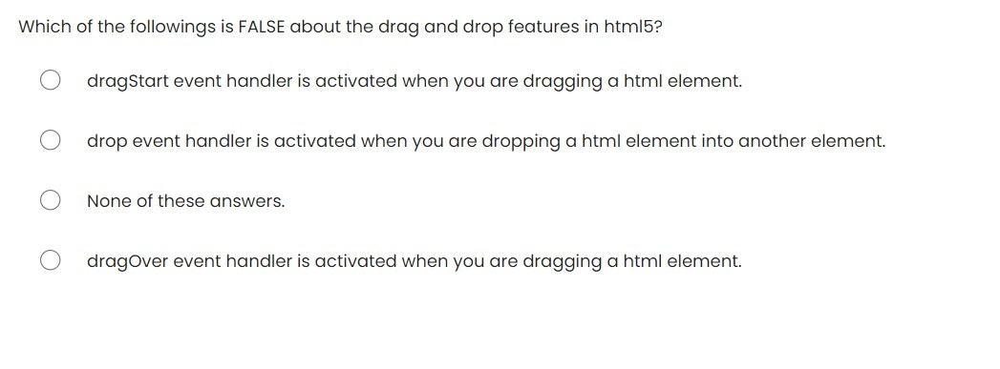 Which of the followings is FALSE about the drag and drop features in html5?
dragStart event handler is activated when you are dragging a html element.
drop event handler is activated when you are dropping a html element into another element.
None of these answers.
dragOver event handler is activated when you are dragging a html element.